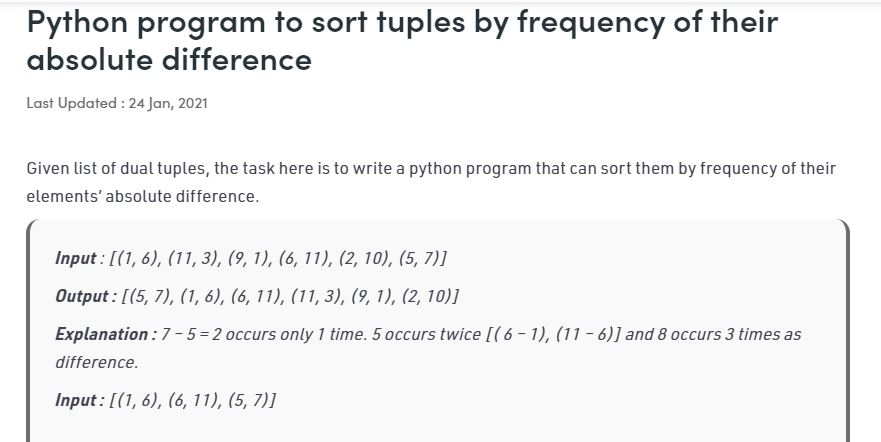 Python program to sort tuples by frequency of their
absolute difference
Last Updated : 24 Jan, 2021
Given list of dual tuples, the task here is to write a python program that can sort them by frequency of their
elements’ absolute difference.
Input : [(1, 6), (11, 3), (9, 1), (6, 11), (2, 10), (5, 7)]
Output : [(5, 7), (1, 6), (6, 11), (11, 3), (9, 1), (2, 10)]
Explanation : 7 – 5 = 2 occurs only 1 time. 5 occurs twice [( 6 – 1), (11 – 6)] and 8 occurs 3 times as
difference.
Input : [(1, 6), (6, 11), (5, 7)]